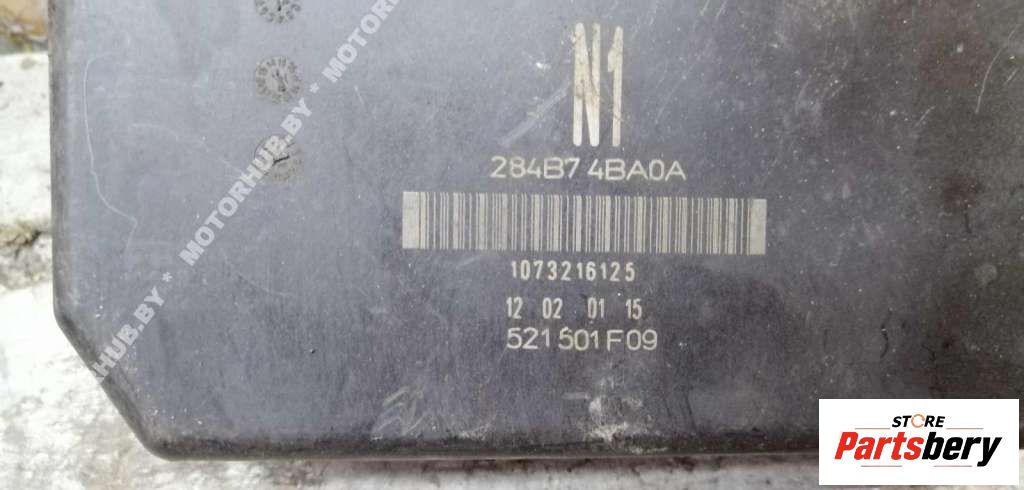 N1
284B7 4BA0A
1073216125
12 02 01 15
521501F09
HUB.BY * MOTORHUB.BY * MOTORHUB.BY * MOTOR
STORE
Partsbery